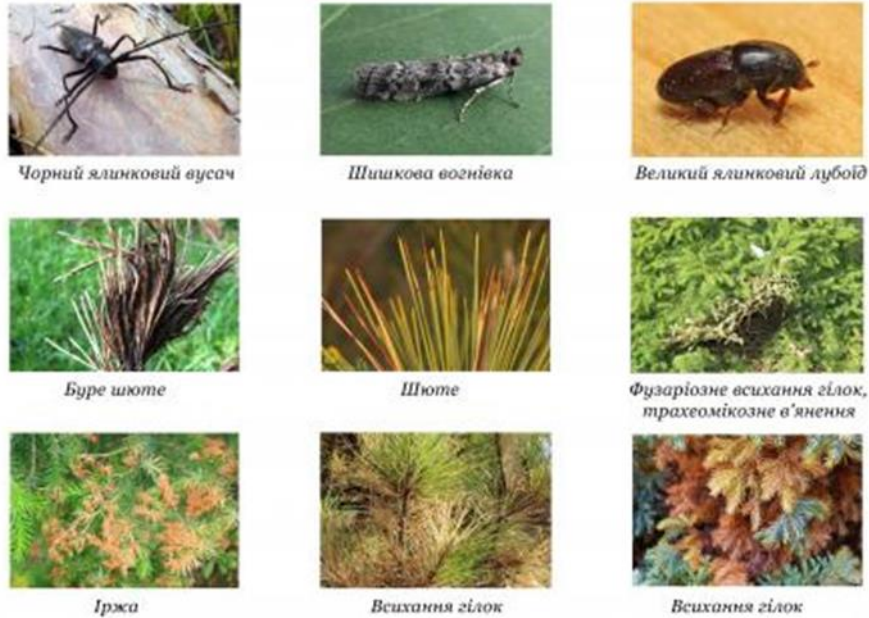 Чорний ялинковий вусач
Шишкова вогнівка
Великий ялинковий лубоїд
Буре шюте
Шюте
Фузаріозне всихання гілок,
трахеомікозне в'янення
Іржа
Всихання гілок
Всихання гілок